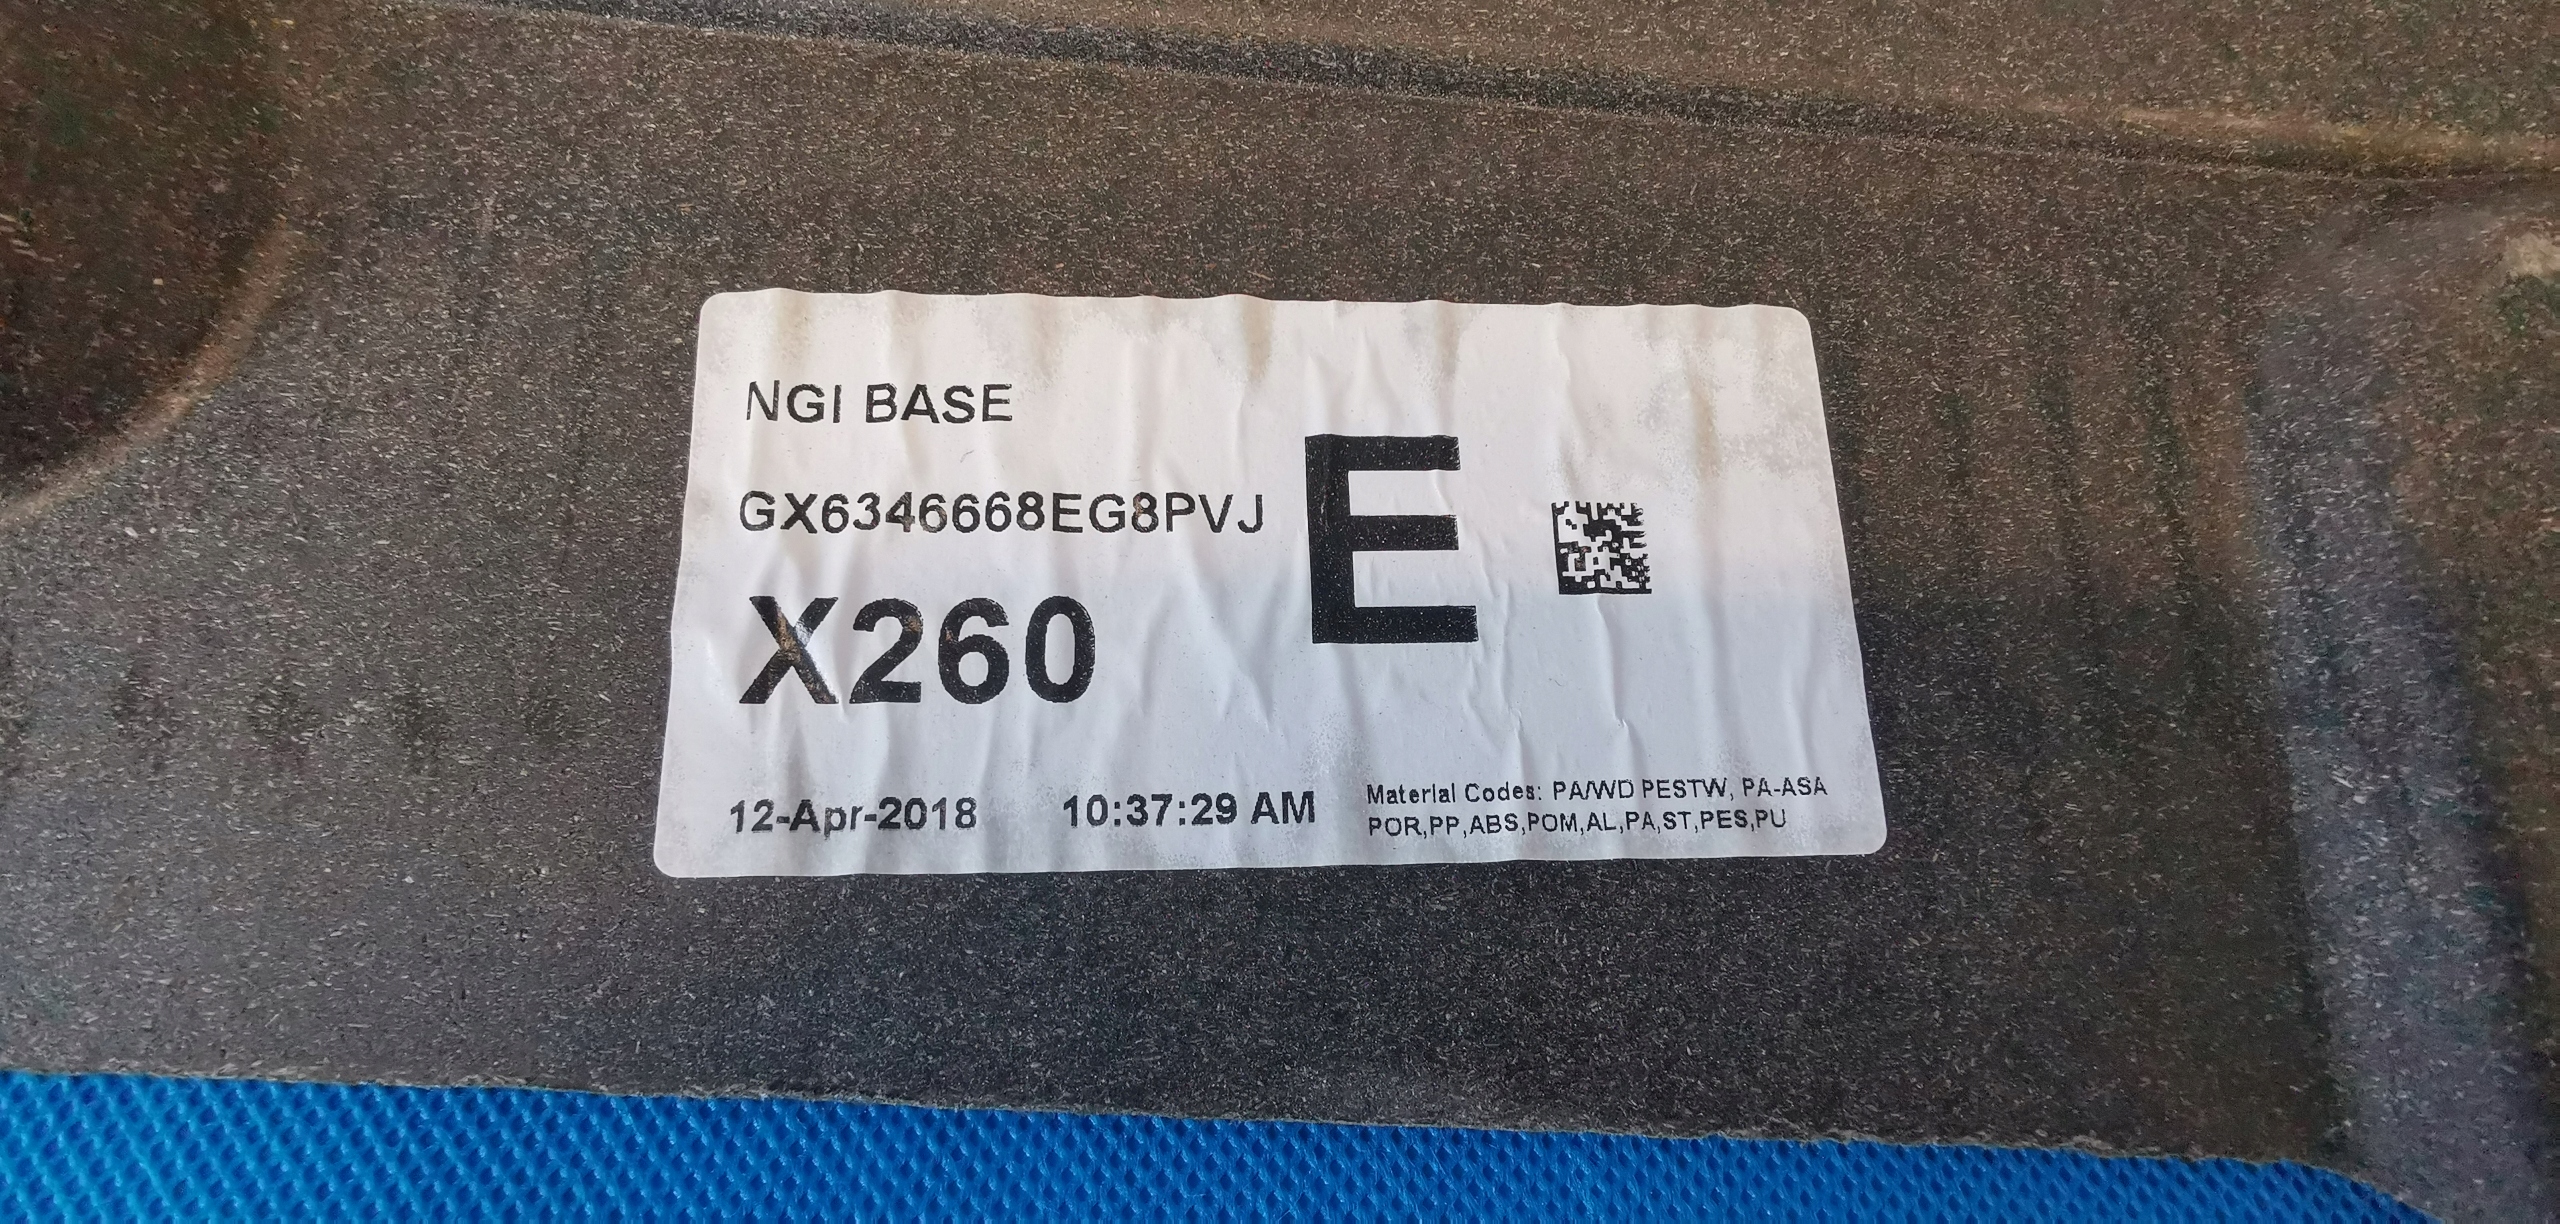 NGI BASE
GX6346668EG8PVJ
E
X260
12-Apr-2018 10:37:29 AM
Material Codes: PA/WD PESTW, PA-ASA
POR,PP,ABS,POM,AL,PA,ST,PES,PU